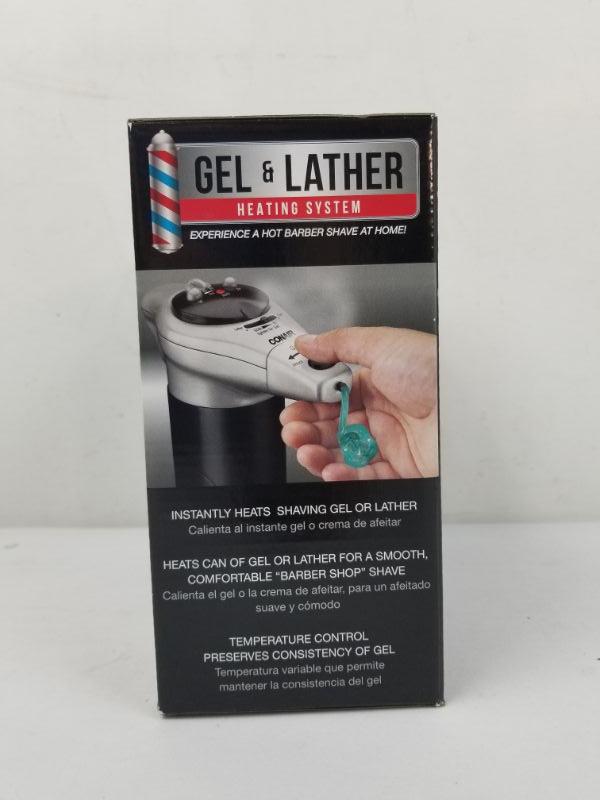 GEL & LATHER
HEATING SYSTEM
EXPERIENCE A HOT BARBER SHAVE AT HOME!
CONAIR
INSTANTLY HEATS SHAVING GEL OR LATHER
Calienta al instante gel o crema de afeitar
HEATS CAN OF GEL OR LATHER FOR A SMOOTH,
COMFORTABLE “BARBER SHOP” SHAVE
Calienta el gel o la crema de afeitar, para un afeitado
suave y cómodo
TEMPERATURE CONTROL
PRESERVES CONSISTENCY OF GEL
Temperatura variable que permite
mantener la consistencia del gel